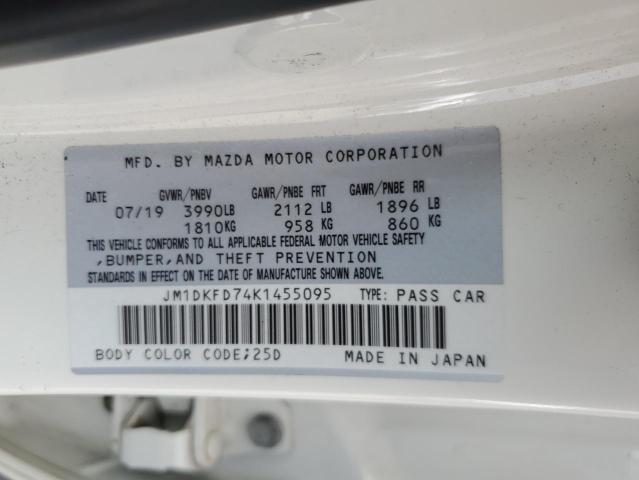 MFD. BY MAZDA MOTOR CORPORATION
DATE GVWR/PNBV GAWR/PNBE FRT GAWR/PNBE RR
07/19 3990LB 2112 LB 1896 LB
1810KG 958 KG 860 KG
THIS VEHICLE CONFORMS TO ALL APPLICABLE FEDERAL MOTOR VEHICLE SAFETY
,BUMPER,AND THEFT PREVENTION
STANDARDS IN EFFECT ON THE DATE OF MANUFACTURE SHOWN ABOVE.
JM1DKFD74K1455095 TYPE: PASS CAR
BODY COLOR CODE;25D MADE IN JAPAN